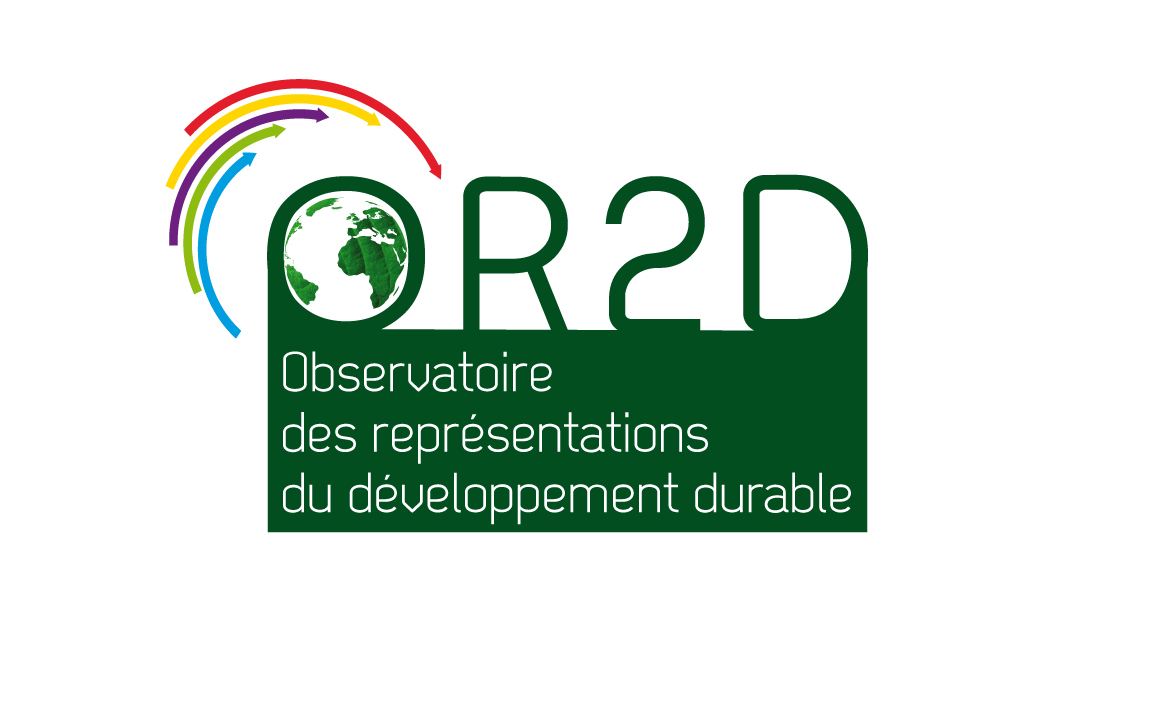 OR2D
Observatoire
des représentations
du développement durable